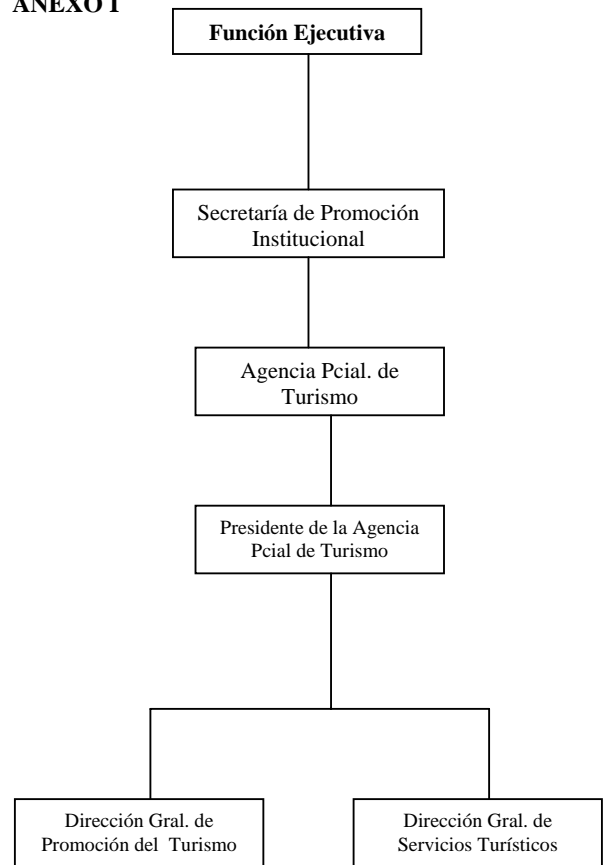 ANEXO I
Función Ejecutiva
Secretaría de Promoción
Institucional
Agencia Pcial. de
Turismo
Presidente de la Agencia
Pcial de Turismo
Dirección Gral. de
Promoción del Turismo
Dirección Gral. de
Servicios Turísticos